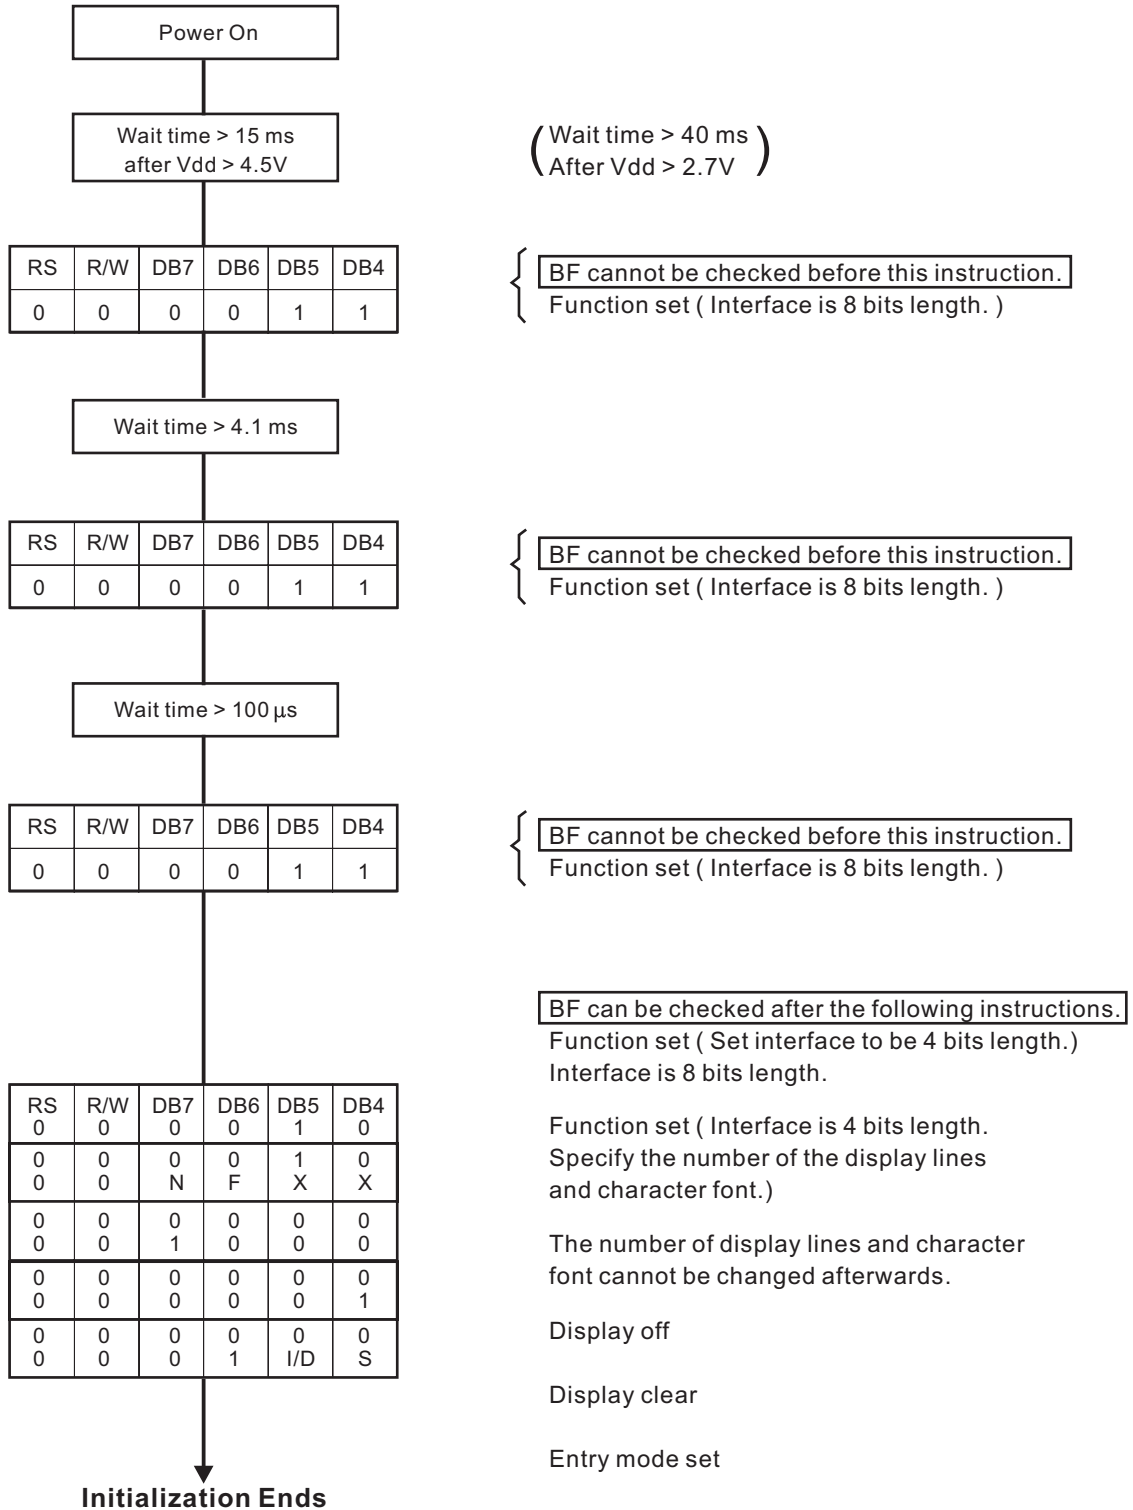 Power On
Wait time > 15 ms
after Vdd > 4.5V
Wait time > 40 ms
After Vdd > 2.7V
RS R/W DB7 DB6 DB5 DB4
0 0 0 0 1 1
BF cannot be checked before this instruction.
Function set ( Interface is 8 bits length. )
Wait time > 4.1 ms
RS R/W DB7 DB6 DB5 DB4
0 0 0 0 1 1
BF cannot be checked before this instruction.
Function set ( Interface is 8 bits length. )
Wait time > 100 µs
RS R/W DB7 DB6 DB5 DB4
0 0 0 0 1 1
BF cannot be checked before this instruction.
Function set ( Interface is 8 bits length. )
BF can be checked after the following instructions.
Function set ( Set interface to be 4 bits length.)
Interface is 8 bits length.
RS R/W DB7 DB6 DB5 DB4
0 0 0 0 1 0
0 0 0 0 1 0
0 0 N F X X
0 0 0 0 0 0
0 0 1 0 0 0
0 0 0 0 0 0
0 0 0 0 0 1
0 0 0 0 0 0
0 0 0 1 I/D S
Function set ( Interface is 4 bits length.
Specify the number of the display lines
and character font.)
The number of display lines and character
font cannot be changed afterwards.
Display off
Display clear
Entry mode set
Initialization Ends